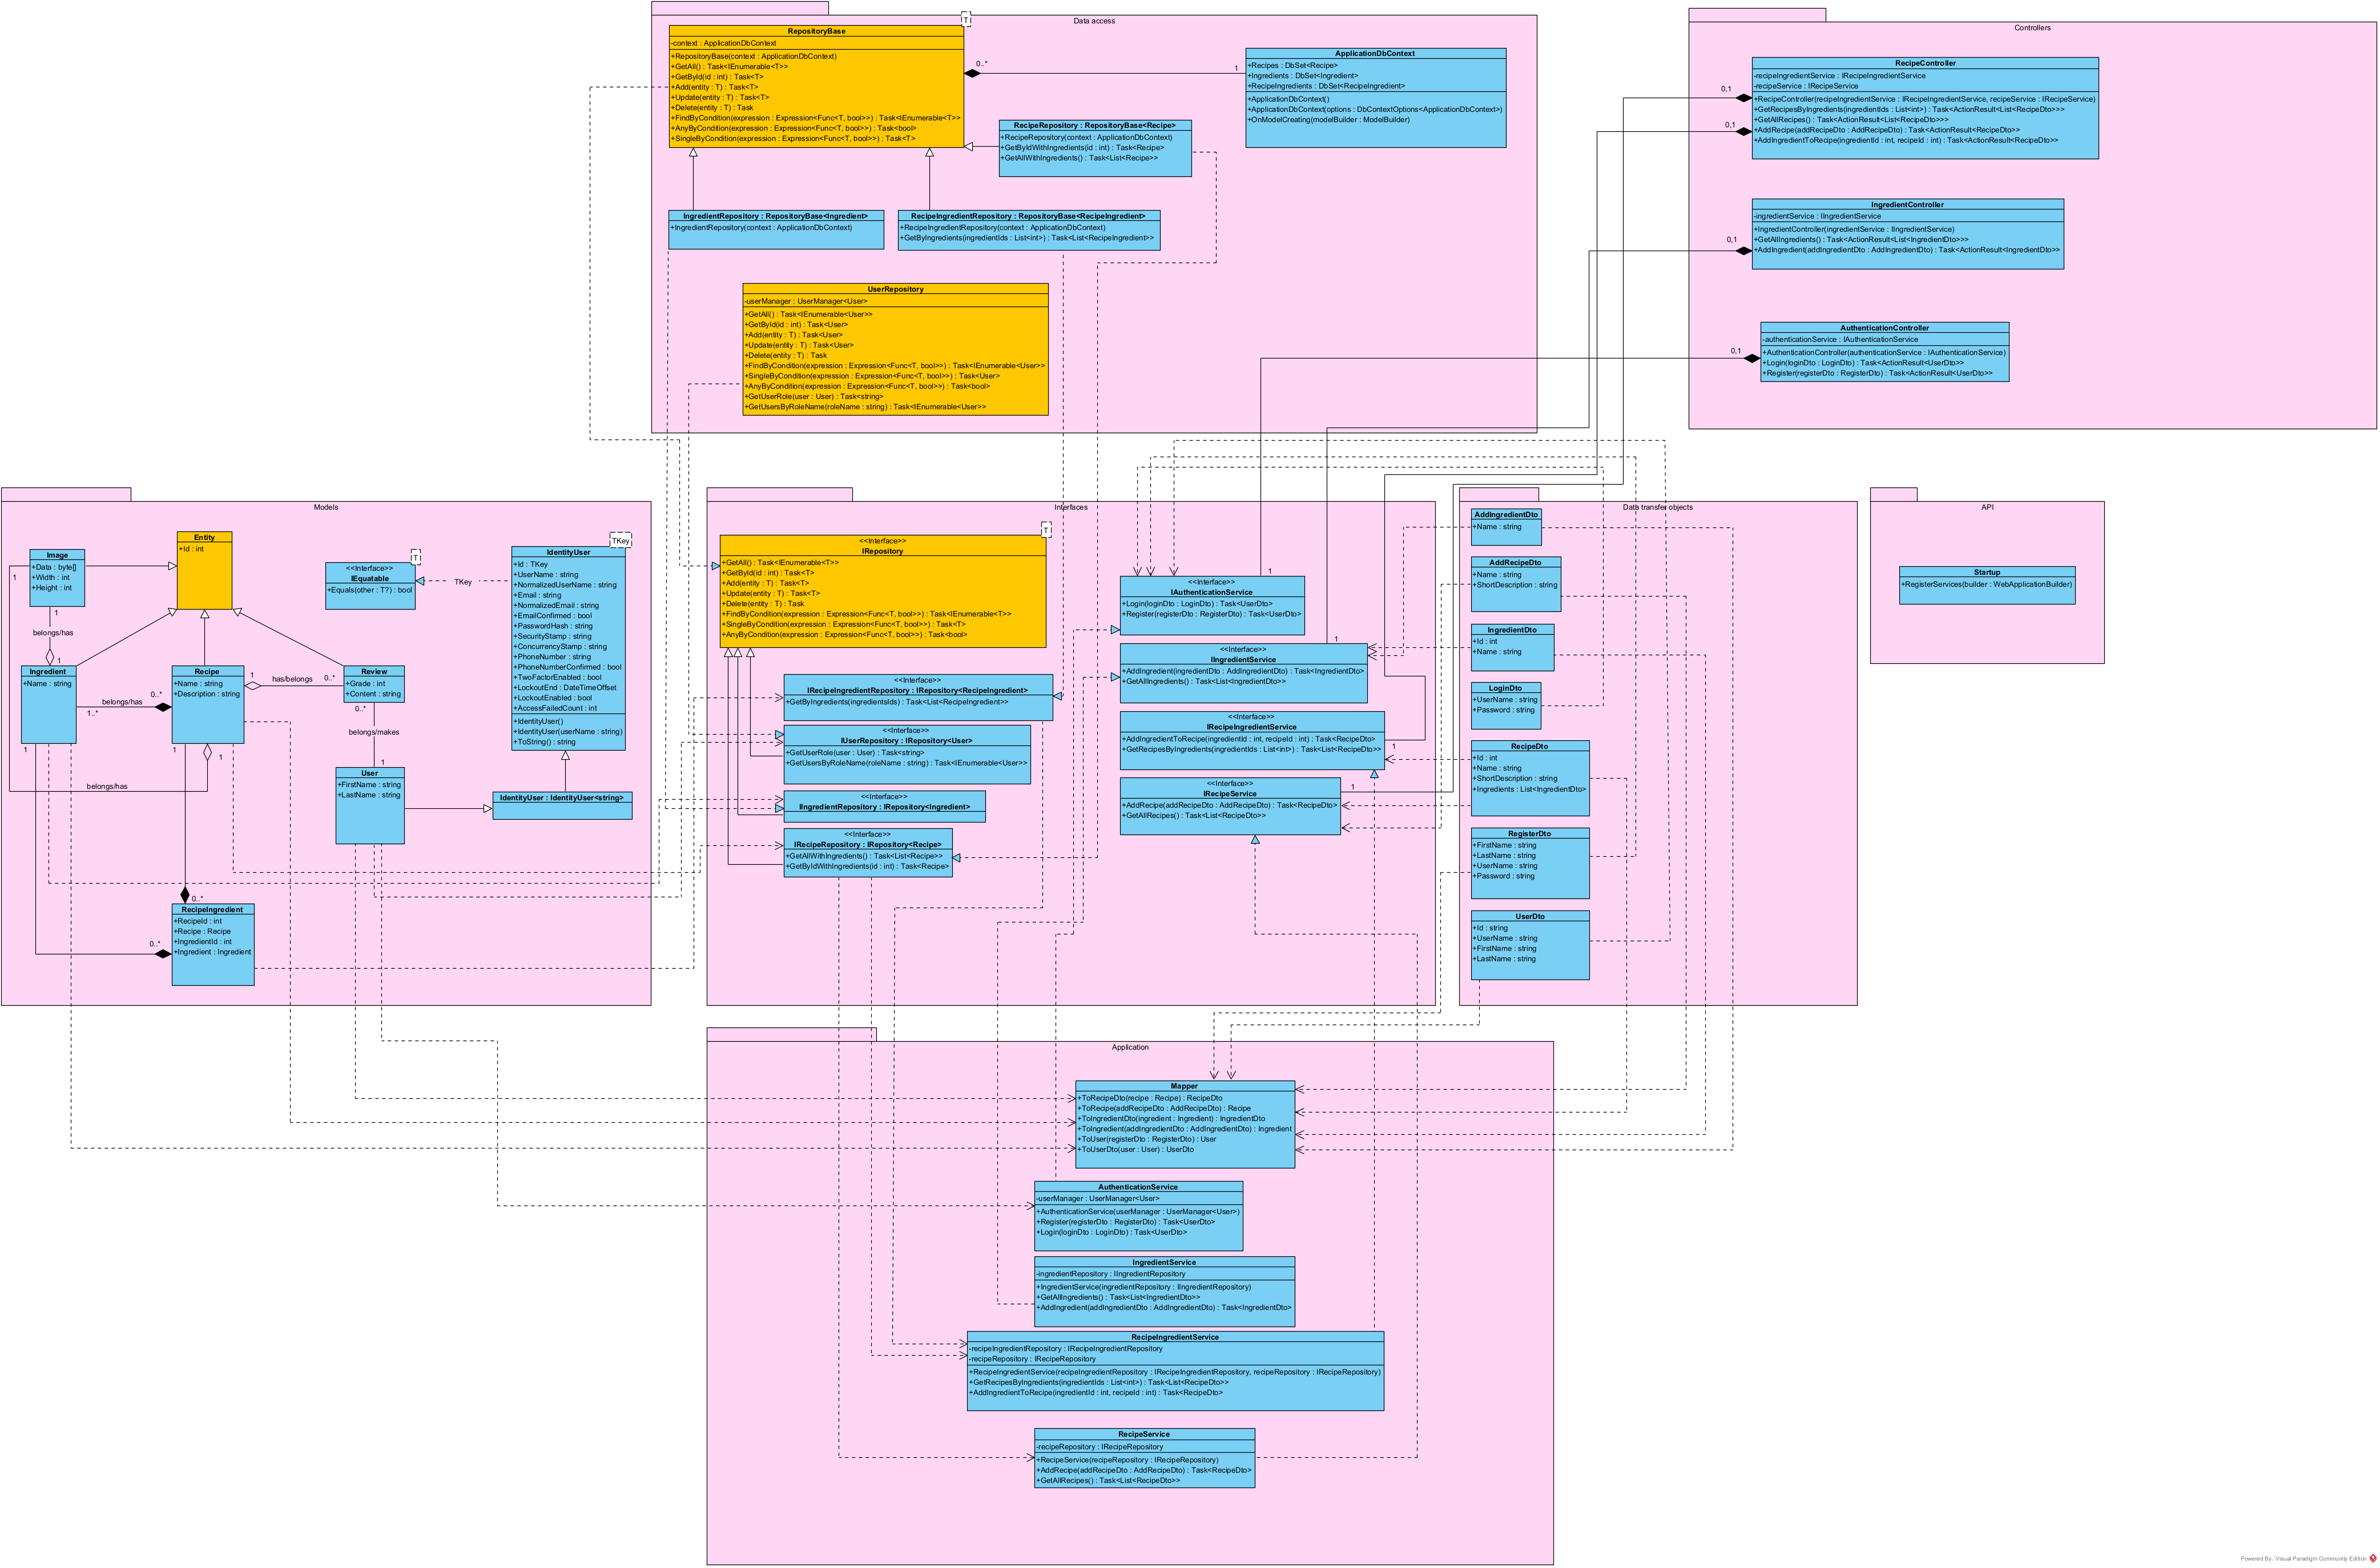 Data access
T
RepositoryBase
-context : ApplicationDbContext
+RepositoryBase(context : ApplicationDbContext)
+GetAll() : Task<IEnumerable<T>>
+GetById(id : int) : Task<T>
+Add(entity : T) : Task<T>
+Update(entity : T) : Task<T>
+Delete(entity : T) : Task
+FindByCondition(expression : Expression<Func<T, bool>>) : Task<IEnumerable<T>>
+AnyByCondition(expression : Expression<Func<T, bool>>) : Task<bool>
+SingleByCondition(expression : Expression<Func<T, bool>>) : Task<T>
0..*
1
ApplicationDbContext
+Recipes : DbSet<Recipe>
+Ingredients : DbSet<Ingredient>
+RecipeIngredients : DbSet<RecipeIngredient>
+ApplicationDbContext()
+ApplicationDbContext(options : DbContextOptions<ApplicationDbContext>)
+OnModelCreating(modelBuilder : ModelBuilder)
RecipeRepository : RepositoryBase<Recipe>
+RecipeRepository(context : ApplicationDbContext)
+GetByIdWithIngredients(id : int) : Task<Recipe>
+GetAllWithIngredients() : Task<List<Recipe>>
IngredientRepository : RepositoryBase<Ingredient>
+IngredientRepository(context : ApplicationDbContext)
RecipeIngredientRepository : RepositoryBase<RecipeIngredient>
+RecipeIngredientRepository(context : ApplicationDbContext)
+GetByIngredients(ingredientIds : List<int>) : Task<List<RecipeIngredient>>
UserRepository
-userManager : UserManager<User>
+GetAll() : Task<IEnumerable<User>>
+GetById(id : int) : Task<User>
+Add(entity : T) : Task<User>
+Update(entity : T) : Task<User>
+Delete(entity : T) : Task
+FindByCondition(expression : Expression<Func<T, bool>>) : Task<IEnumerable<User>>
+SingleByCondition(expression : Expression<Func<T, bool>>) : Task<User>
+AnyByCondition(expression : Expression<Func<T, bool>>) : Task<bool>
+GetUserRole(user : User) : Task<string>
+GetUsersByRoleName(roleName : string) : Task<IEnumerable<User>>
Controllers
RecipeController
-recipeIngredientService : IRecipeIngredientService
-recipeService : IRecipeService
+RecipeController(recipeIngredientService : IRecipeIngredientService, recipeService : IRecipeService)
+GetRecipesByIngredients(ingredientIds : List<int>) : Task<ActionResult<List<RecipeDto>>>
+GetAllRecipes() : Task<ActionResult<List<RecipeDto>>>
+AddRecipe(addRecipeDto : AddRecipeDto) : Task<ActionResult<RecipeDto>>
+AddIngredientToRecipe(ingredientId : int, recipeId : int) : Task<ActionResult<RecipeDto>>
0,1
0,1
IngredientController
-ingredientService : IIngredientService
+IngredientController(ingredientService : IIngredientService)
+GetAllIngredients() : Task<ActionResult<List<IngredientDto>>>
+AddIngredient(addIngredientDto : AddIngredientDto) : Task<ActionResult<IngredientDto>>
0,1
AuthenticationController
-authenticationService : IAuthenticationService
+AuthenticationController(authenticationService : IAuthenticationService)
+Login(loginDto : LoginDto) : Task<ActionResult<UserDto>>
+Register(registerDto : RegisterDto) : Task<ActionResult<UserDto>>
0,1
Models
Image
+Data : byte[]
+Width : int
+Height : int
1
1
belongs/has
1
Entity
+Id : int
T
<<Interface>>
IEquatable
+Equals(other : T?) : bool
TKey
TKey
IdentityUser
+Id : TKey
+UserName : string
+NormalizedUserName : string
+Email : string
+NormalizedEmail : string
+EmailConfirmed : bool
+PasswordHash : string
+SecurityStamp : string
+ConcurrencyStamp : string
+PhoneNumber : string
+PhoneNumberConfirmed : bool
+TwoFactorEnabled : bool
+LockoutEnd : DateTimeOffset
+LockoutEnabled : bool
+AccessFailedCount : int
+IdentityUser()
+IdentityUser(userName : string)
+ToString() : string
Ingredient
+Name : string
belongs/has
0..*
1..*
Recipe
+Name : string
+Description : string
1
has/belongs
0..*
Review
+Grade : int
+Content : string
0..*
belongs/makes
1
1
1
1
belongs/has
User
+FirstName : string
+LastName : string
IdentityUser : IdentityUser<string>
0..*
RecipeIngredient
+RecipeId : int
+Recipe : Recipe
+IngredientId : int
+Ingredient : Ingredient
0..*
Interfaces
T
<<Interface>>
IRepository
+GetAll() : Task<IEnumerable<T>>
+GetById(id : int) : Task<T>
+Add(entity : T) : Task<T>
+Update(entity : T) : Task<T>
+Delete(entity : T) : Task
+FindByCondition(expression : Expression<Func<T, bool>>) : Task<IEnumerable<T>>
+SingleByCondition(expression : Expression<Func<T, bool>>) : Task<T>
+AnyByCondition(expression : Expression<Func<T, bool>>) : Task<bool>
<<Interface>>
IRecipeIngredientRepository : IRepository<RecipeIngredient>
+GetByIngredients(ingredientsIds) : Task<List<RecipeIngredient>>
<<Interface>>
IUserRepository : IRepository<User>
+GetUserRole(user : User) : Task<string>
+GetUsersByRoleName(roleName : string) : Task<IEnumerable<User>>
<<Interface>>
IIngredientRepository : IRepository<Ingredient>
<<Interface>>
IRecipeRepository : IRepository<Recipe>
+GetAllWithIngredients() : Task<List<Recipe>>
+GetByIdWithIngredients(id : int) : Task<Recipe>
1
<<Interface>>
IAuthenticationService
+Login(loginDto : LoginDto) : Task<UserDto>
+Register(registerDto : RegisterDto) : Task<UserDto>
1
<<Interface>>
IIngredientService
+AddIngredient(ingredientDto : AddIngredientDto) : Task<IngredientDto>
+GetAllIngredients() : Task<List<IngredientDto>>
<<Interface>>
IRecipeIngredientService
+AddIngredientToRecipe(ingredientId : int, recipeId : int) : Task<RecipeDto>
+GetRecipesByIngredients(ingredientIds : List<int>) : Task<List<RecipeDto>>
1
<<Interface>>
IRecipeService
+AddRecipe(addRecipeDto : AddRecipeDto) : Task<RecipeDto>
+GetAllRecipes() : Task<List<RecipeDto>>
1
Data transfer objects
AddIngredientDto
+Name : string
AddRecipeDto
+Name : string
+ShortDescription : string
IngredientDto
+Id : int
+Name : string
LoginDto
+UserName : string
+Password : string
RecipeDto
+Id : int
+Name : string
+ShortDescription : string
+Ingredients : List<IngredientDto>
RegisterDto
+FirstName : string
+LastName : string
+UserName : string
+Password : string
UserDto
+Id : string
+UserName : string
+FirstName : string
+LastName : string
API
Startup
+RegisterServices(builder : WebApplicationBuilder)
Application
Mapper
+ToRecipeDto(recipe : Recipe) : RecipeDto
+ToRecipe(addRecipeDto : AddRecipeDto) : Recipe
+ToIngredientDto(ingredient : Ingredient) : IngredientDto
+ToIngredient(addIngredientDto : AddIngredientDto) : Ingredient
+ToUser(registerDto : RegisterDto) : User
+ToUserDto(user : User) : UserDto
AuthenticationService
-userManager : UserManager<User>
+AuthenticationService(userManager : UserManager<User>)
+Register(registerDto : RegisterDto) : Task<UserDto>
+Login(loginDto : LoginDto) : Task<UserDto>
IngredientService
-ingredientRepository : IIngredientRepository
+IngredientService(ingredientRepository : IIngredientRepository)
+GetAllIngredients() : Task<List<IngredientDto>>
+AddIngredient(addIngredientDto : AddIngredientDto) : Task<IngredientDto>
RecipeIngredientService
-recipeIngredientRepository : IRecipeIngredientRepository
-recipeRepository : IRecipeRepository
+RecipeIngredientService(recipeIngredientRepository : IRecipeIngredientRepository, recipeRepository : IRecipeRepository)
+GetRecipesByIngredients(ingredientIds : List<int>) : Task<List<RecipeDto>>
+AddIngredientToRecipe(ingredientId : int, recipeId : int) : Task<RecipeDto>
RecipeService
-recipeRepository : IRecipeRepository
+RecipeService(recipeRepository : IRecipeRepository)
+AddRecipe(addRecipeDto : AddRecipeDto) : Task<RecipeDto>
+GetAllRecipes() : Task<List<RecipeDto>>
Powered By: Visual Paradigm Community Edition